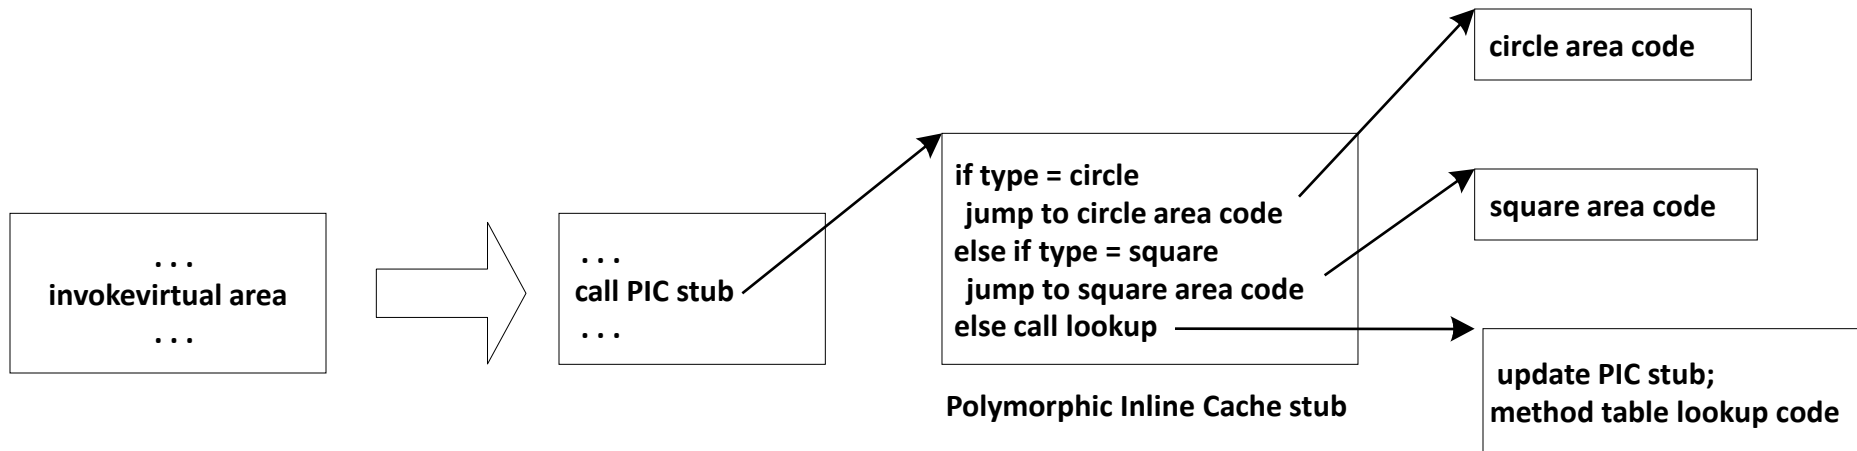 . . .
invokevirtual area
. . .
. . .
call PIC stub
. . .
if type = circle
jump to circle area code
else if type = square
jump to square area code
else call lookup
Polymorphic Inline Cache stub
circle area code
square area code
update PIC stub;
method table lookup code